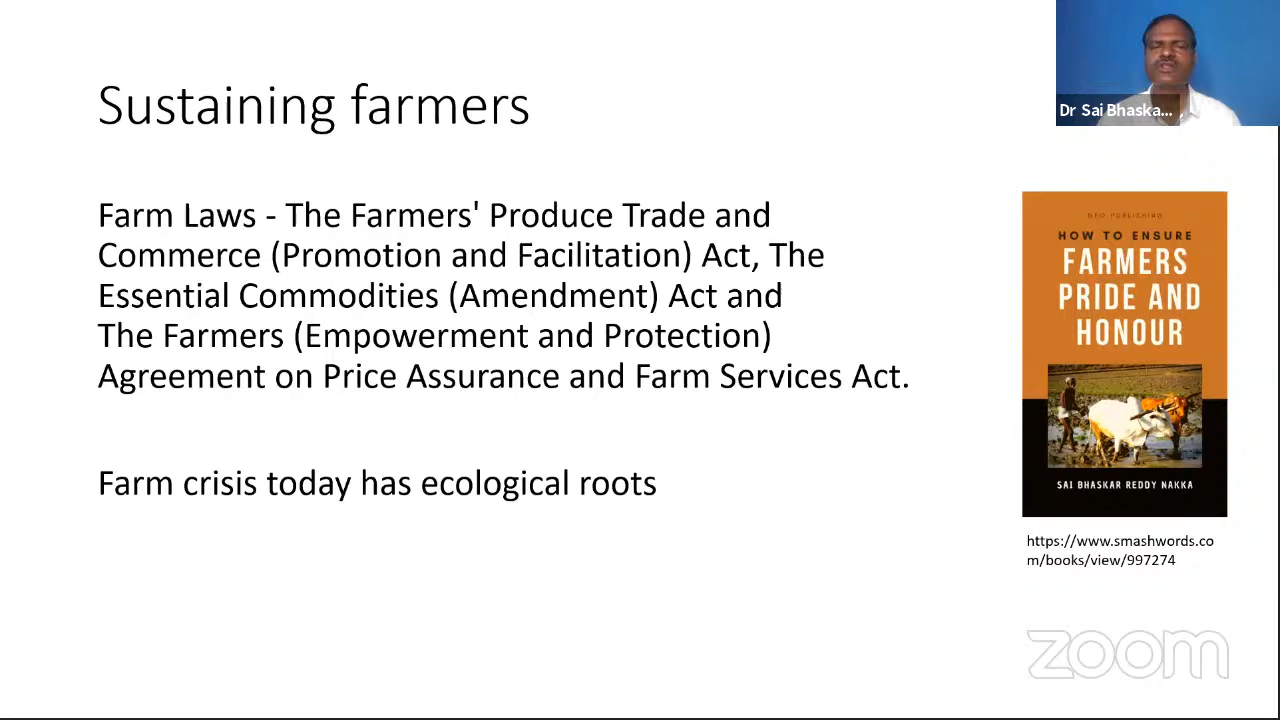 Sustaining farmers
Dr Sai Bhaska...
Farm Laws - The Farmers' Produce Trade and
Commerce (Promotion and Facilitation) Act, The
Essential Commodities (Amendment) Act and
The Farmers (Empowerment and Protection)
Agreement on Price Assurance and Farm Services Act.
Farm crisis today has ecological roots
GEO PUBLISHING
HOW TO ENSURE
FARMERS
PRIDE AND
HONOUR
SAI BHASKAR REDDY NAKKA
https://www.smashwords.co
m/books/view/997274
zoom